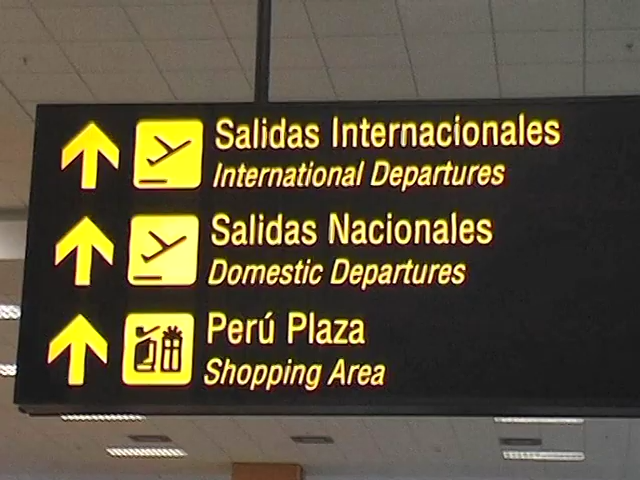 Salidas Internacionales
International Departures
Salidas Nacionales
Domestic Departures
Perú Plaza
Shopping Area